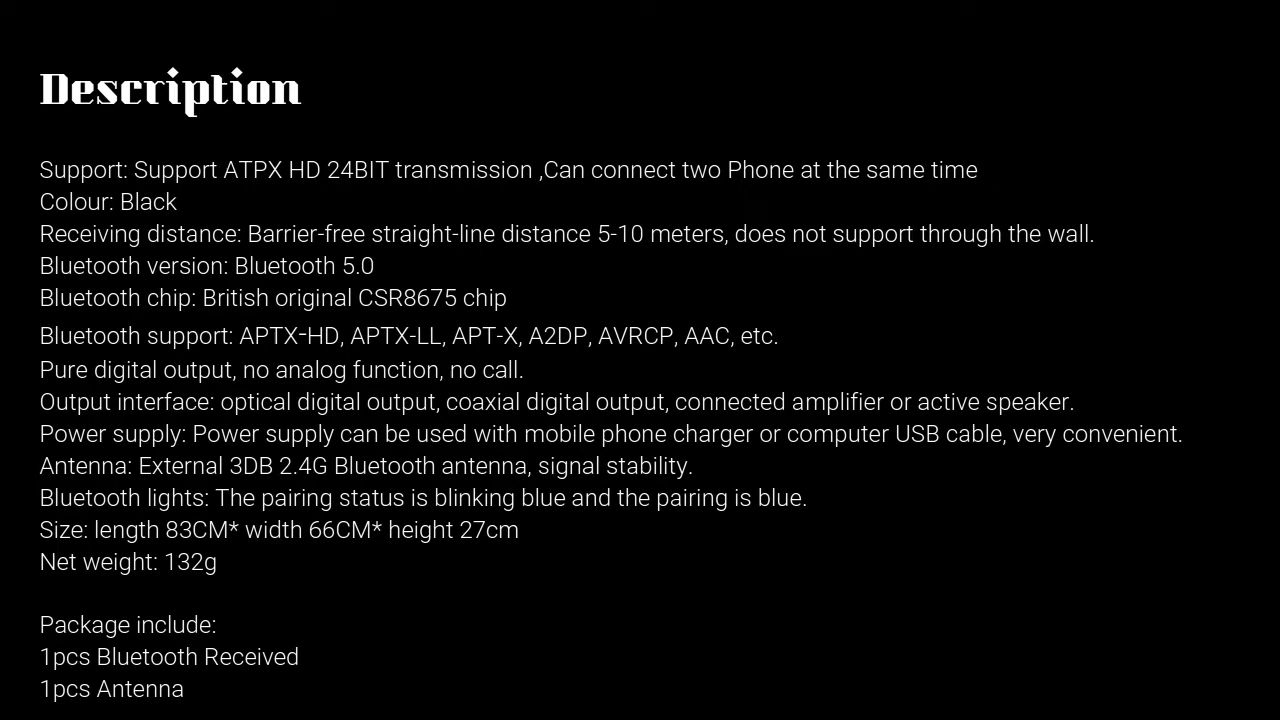 Description
Support: Support ATPX HD 24BIT transmission ,Can connect two Phone at the same time
Colour: Black
Receiving distance: Barrier-free straight-line distance 5-10 meters, does not support through the wall.
Bluetooth version: Bluetooth 5.0
Bluetooth chip: British original CSR8675 chip
Bluetooth support: APTX-HD, APTX-LL, APT-X, A2DP, AVRCP, AAC, etc.
Pure digital output, no analog function, no call.
Output interface: optical digital output, coaxial digital output, connected amplifier or active speaker.
Power supply: Power supply can be used with mobile phone charger or computer USB cable, very convenient.
Antenna: External 3DB 2.4G Bluetooth antenna, signal stability.
Bluetooth lights: The pairing status is blinking blue and the pairing is blue.
Size: length 83CM* width 66CM* height 27cm
Net weight: 132g
Package include:
1pcs Bluetooth Received
1pcs Antenna